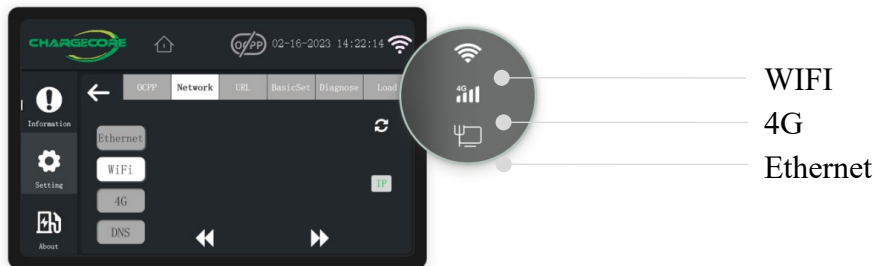 CHARGECORE
OCPP 02-16-2023 14:22:14
OCPP Network URL BasicSet Diagnose Load
Information
Setting
About
Ethernet
WiFi
4G
DNS
IP
4G
WIFI
4G
Ethernet